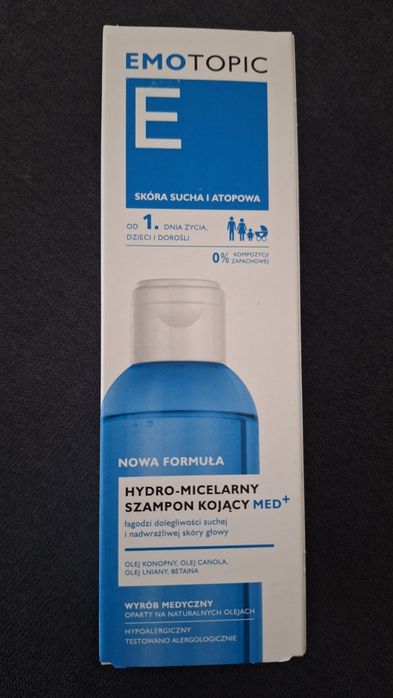 EMOTOPIC
E
SKÓRA SUCHA I ATOPOWA
OD 1. DNIA ŻYCIA,
DZIECI I DOROŚLI
0% KOMPOZYCJI
ZAPACHOWEJ
NOWA FORMUŁA
HYDRO-MICELARNY
SZAMPON KOJĄCY MED+
łagodzi dolegliwości suchej
i nadwrażliwej skóry głowy
OLEJ KONOPNY, OLEJ CANOLA,
OLEJ LNIANY, BETAINA
WYRÓB MEDYCZNY
OPARTY NA NATURALNYCH OLEJACH
HYPOALERGICZNY
TESTOWANO ALERGOLOGICZNIE